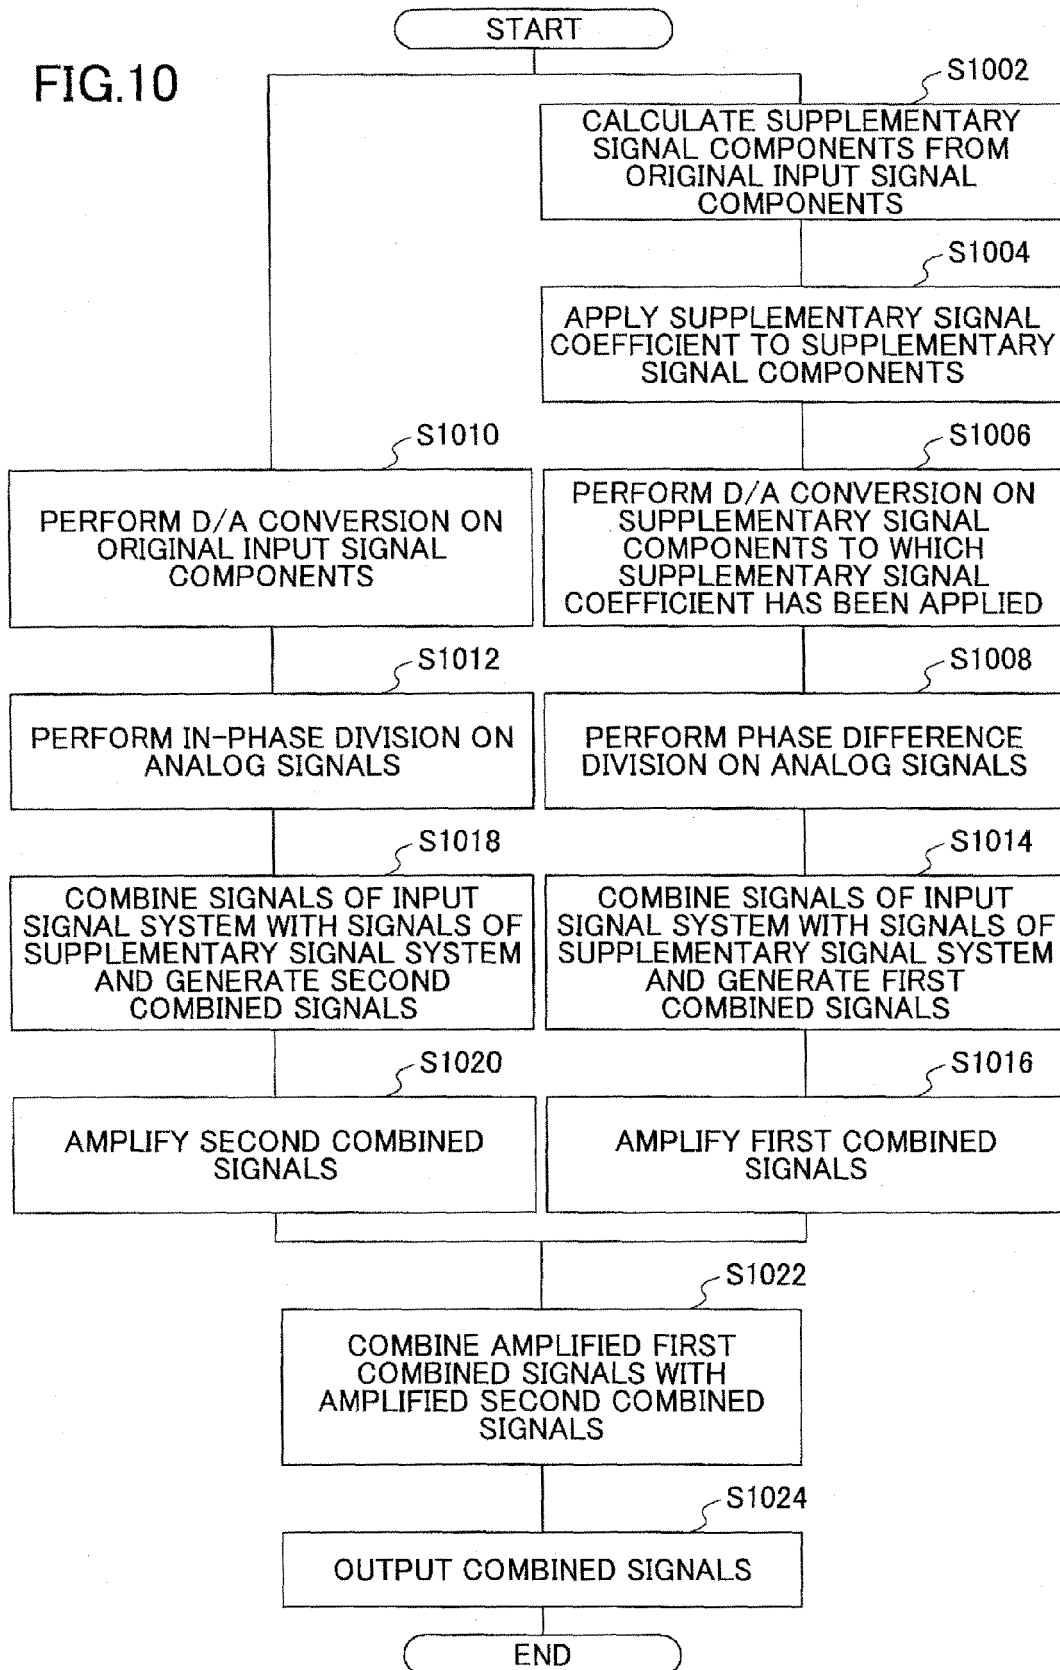 START
FIG.10
S1002
CALCULATE SUPPLEMENTARY
SIGNAL COMPONENTS FROM
ORIGINAL INPUT SIGNAL
COMPONENTS
S1004
APPLY SUPPLEMENTARY SIGNAL
COEFFICIENT TO SUPPLEMENTARY
SIGNAL COMPONENTS
S1010
PERFORM D/A CONVERSION ON
ORIGINAL INPUT SIGNAL
COMPONENTS
S1006
PERFORM D/A CONVERSION ON
SUPPLEMENTARY SIGNAL
COMPONENTS TO WHICH
SUPPLEMENTARY SIGNAL
COEFFICIENT HAS BEEN APPLIED
S1012
PERFORM IN-PHASE DIVISION ON
ANALOG SIGNALS
S1008
PERFORM PHASE DIFFERENCE
DIVISION ON ANALOG SIGNALS
S1018
COMBINE SIGNALS OF INPUT
SIGNAL SYSTEM WITH SIGNALS OF
SUPPLEMENTARY SIGNAL SYSTEM
AND GENERATE SECOND
COMBINED SIGNALS
S1014
COMBINE SIGNALS OF INPUT
SIGNAL SYSTEM WITH SIGNALS OF
SUPPLEMENTARY SIGNAL SYSTEM
AND GENERATE FIRST
COMBINED SIGNALS
S1020
AMPLIFY SECOND COMBINED
SIGNALS
S1016
AMPLIFY FIRST COMBINED
SIGNALS
S1022
COMBINE AMPLIFIED FIRST
COMBINED SIGNALS WITH
AMPLIFIED SECOND COMBINED
SIGNALS
S1024
OUTPUT COMBINED SIGNALS
END